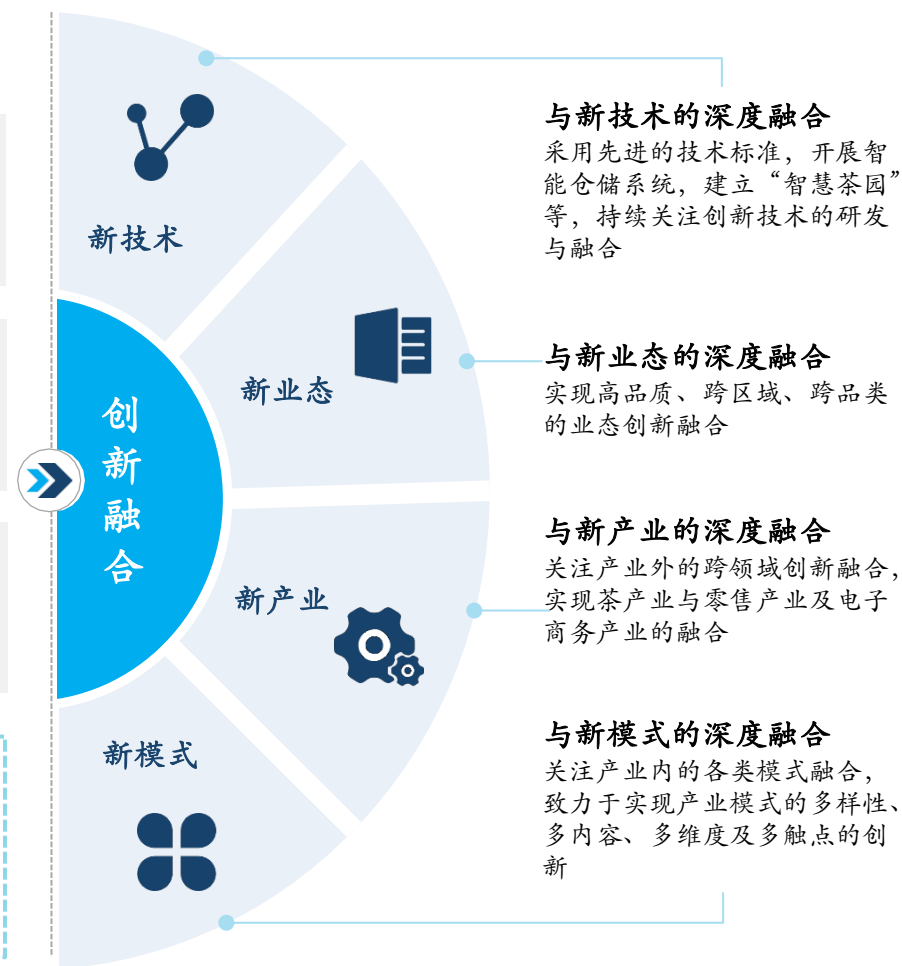 新技术
新业态
创新融合
新产业
新模式
与新技术的深度融合
采用先进的技术标准，开展智
能仓储系统，建立“智慧茶园”
等，持续关注创新技术的研发
与融合
与新业态的深度融合
实现高品质、跨区域、跨品类
的业态创新融合
与新产业的深度融合
关注产业外的跨领域创新融合，
实现茶产业与零售产业及电子
商务产业的融合
与新模式的深度融合
关注产业内的各类模式融合，
致力于实现产业模式的多样性、
多内容、多维度及多触点的创
新